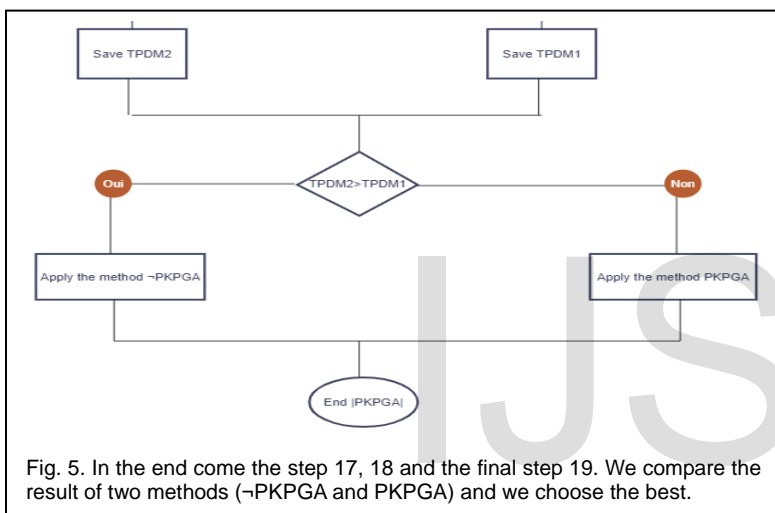 Save TPDM2
Save TPDM1
TPDM2>TPDM1
Oui
Non
Apply the method ¬PKPGA
Apply the method PKPGA
End |PKPGA|
IJS
Fig. 5. In the end come the step 17, 18 and the final step 19. We compare the
result of two methods (¬PKPGA and PKPGA) and we choose the best.